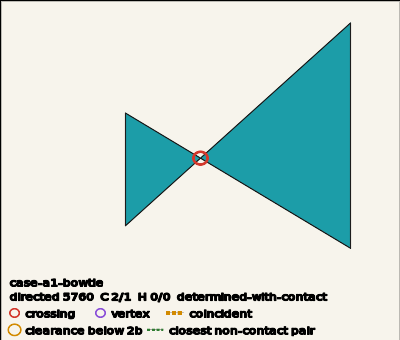 case-a1-bowtie
directed 5760 C 2/1 H 0/0 determined-with-contact
crossing vertex coincident
clearance below 2b closest non-contact pair